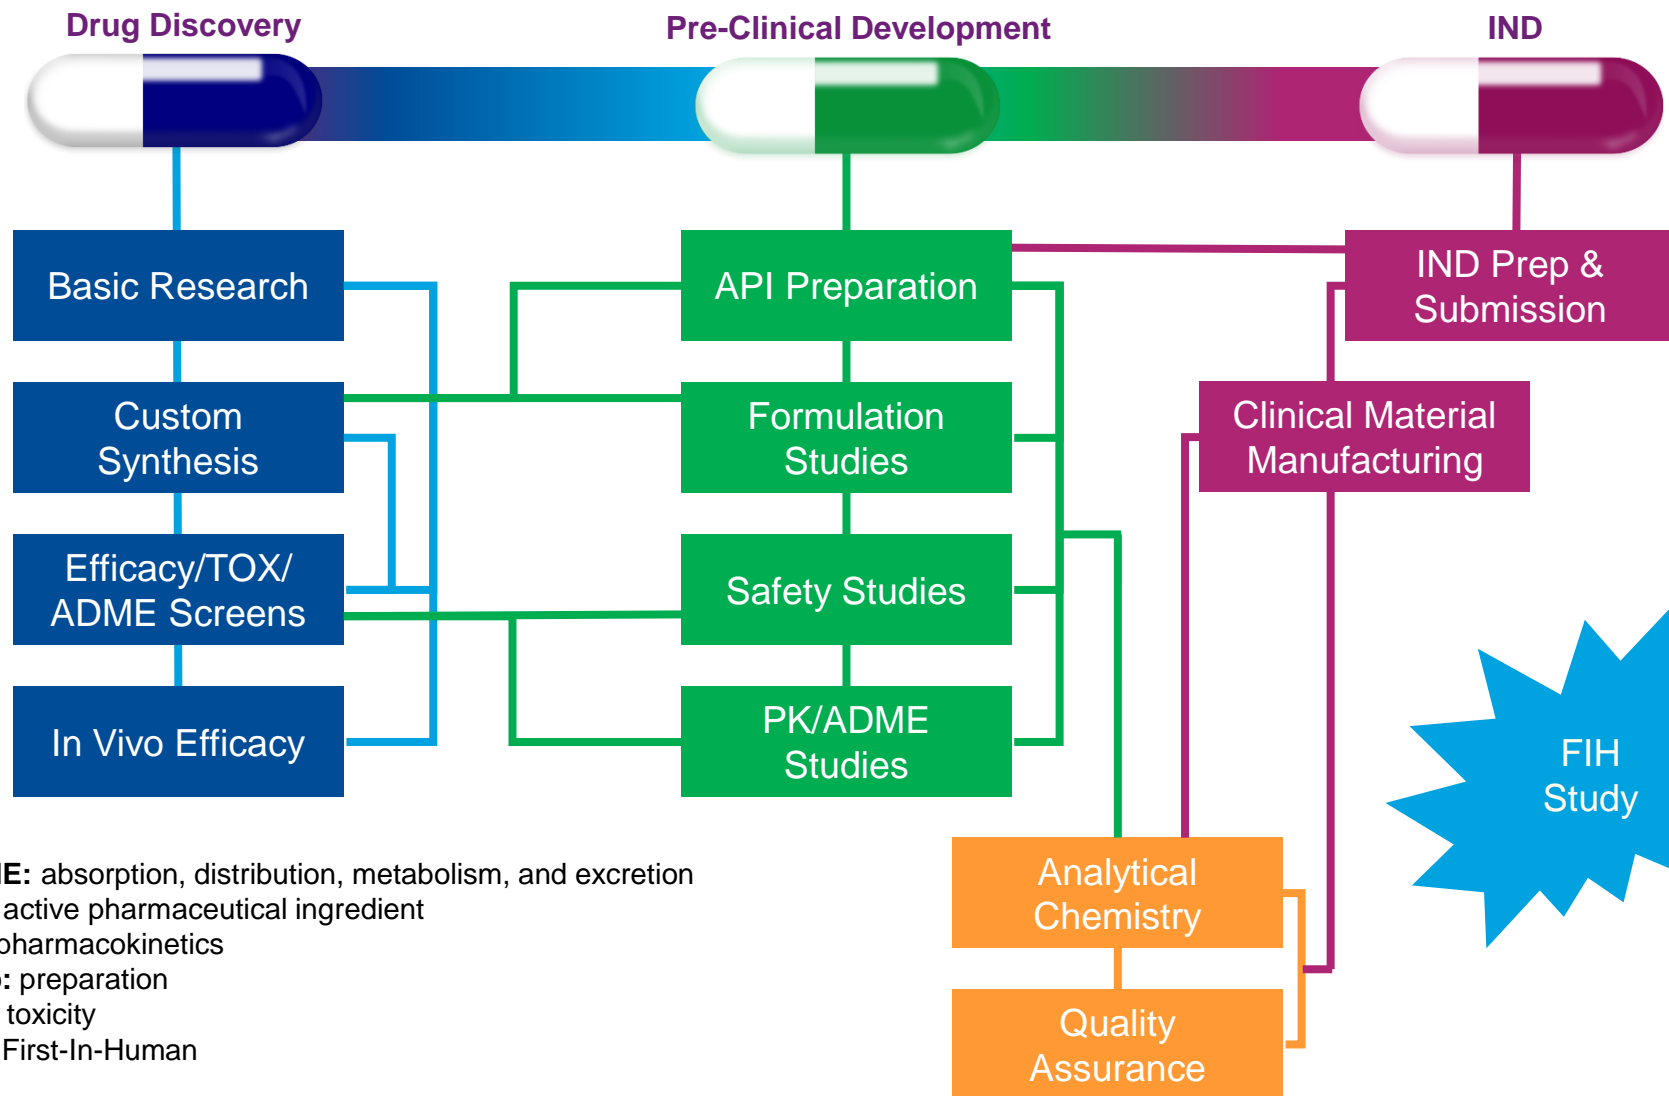 Drug Discovery
Pre-Clinical Development
IND
Basic Research
Custom
Synthesis
Efficacy/TOX/
ADME Screens
In Vivo Efficacy
API Preparation
Formulation
Studies
Safety Studies
PK/ADME
Studies
IND Prep &
Submission
Clinical Material
Manufacturing
Analytical
Chemistry
Quality
Assurance
FIH
Study
absorption, distribution, metabolism, and excretion
active pharmaceutical ingredient
pharmacokinetics
preparation
toxicity
First-In-Human